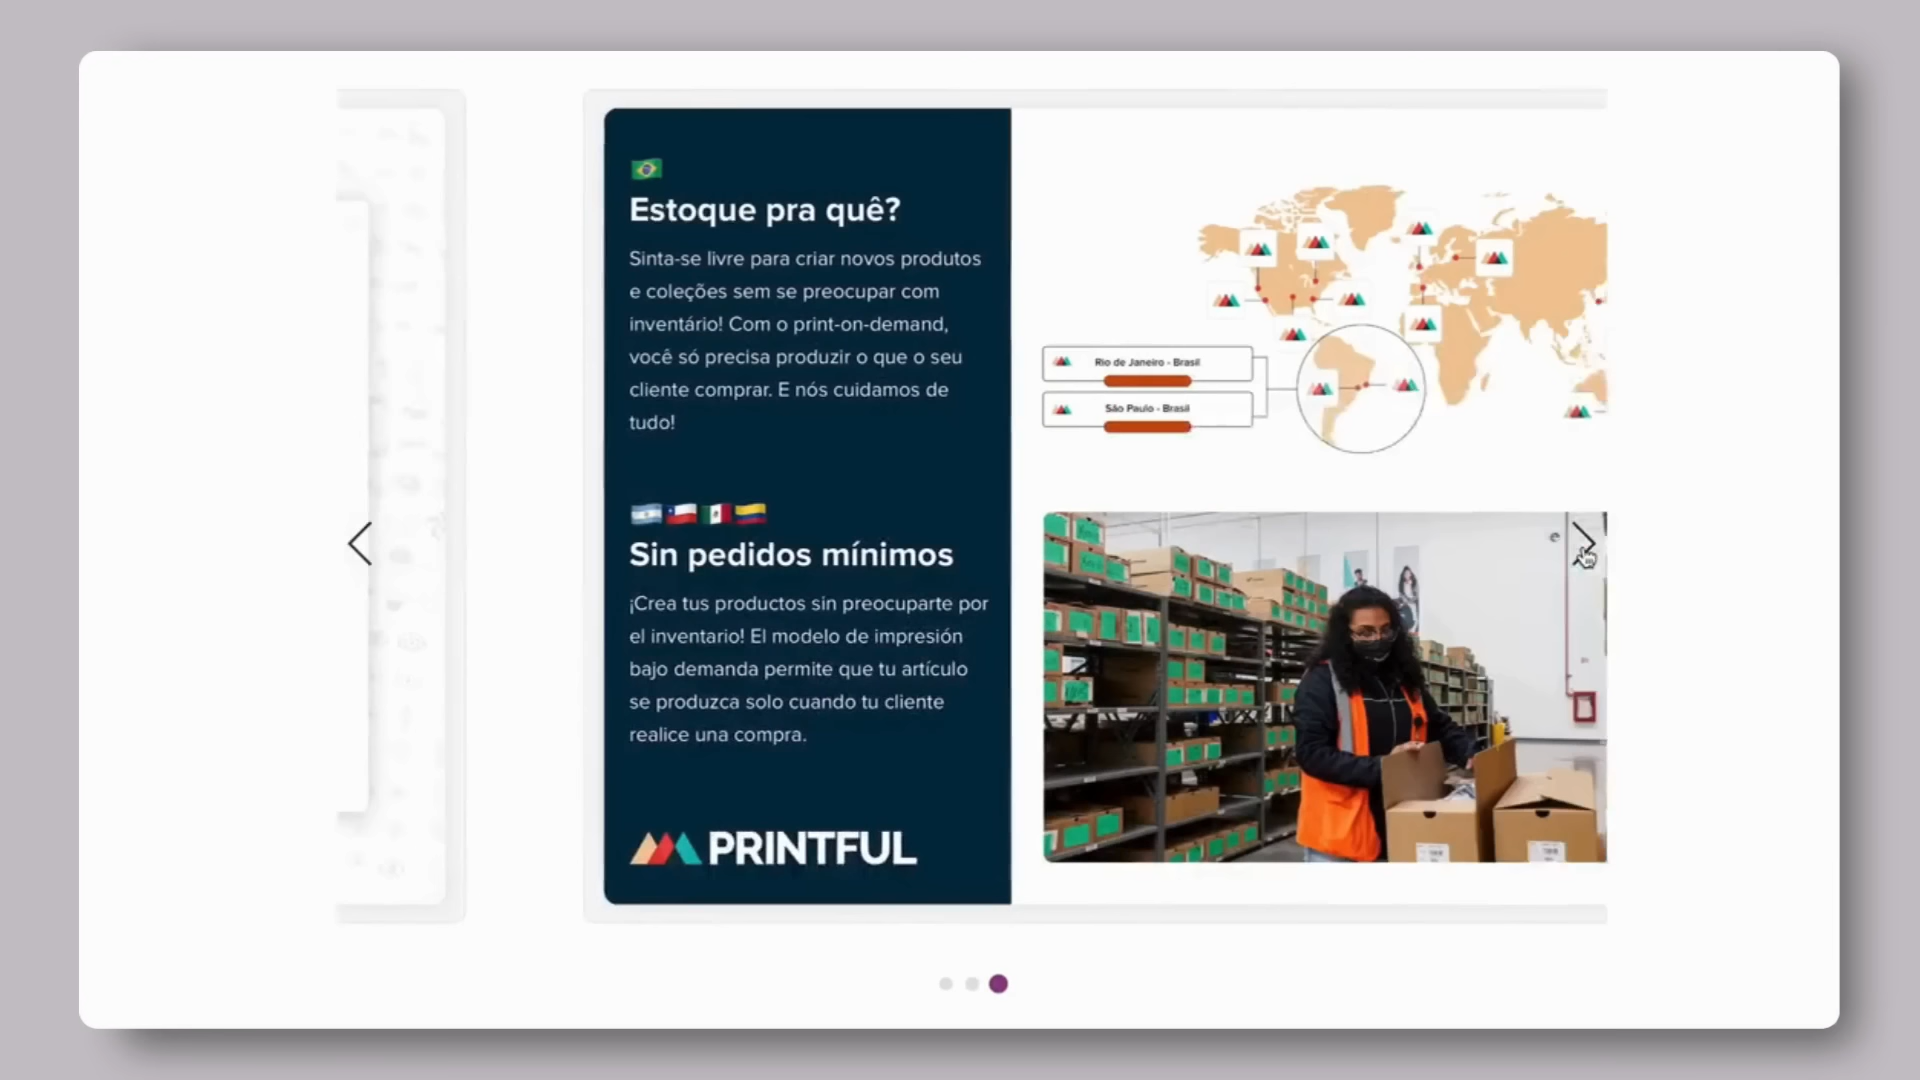 Estoque pra quê?
Sinta-se livre para criar novos produtos
e coleções sem se preocupar com
inventário! Com o print-on-demand,
você só precisa produzir o que o seu
cliente comprar. E nós cuidamos de
tudo!
Sin pedidos mínimos
¡Crea tus productos sin preocuparte por
el inventario! El modelo de impresión
bajo demanda permite que tu artículo
se produzca solo cuando tu cliente
realice una compra.
PRINTFUL
Rio de Janeiro - Brasil
São Paulo - Brasil